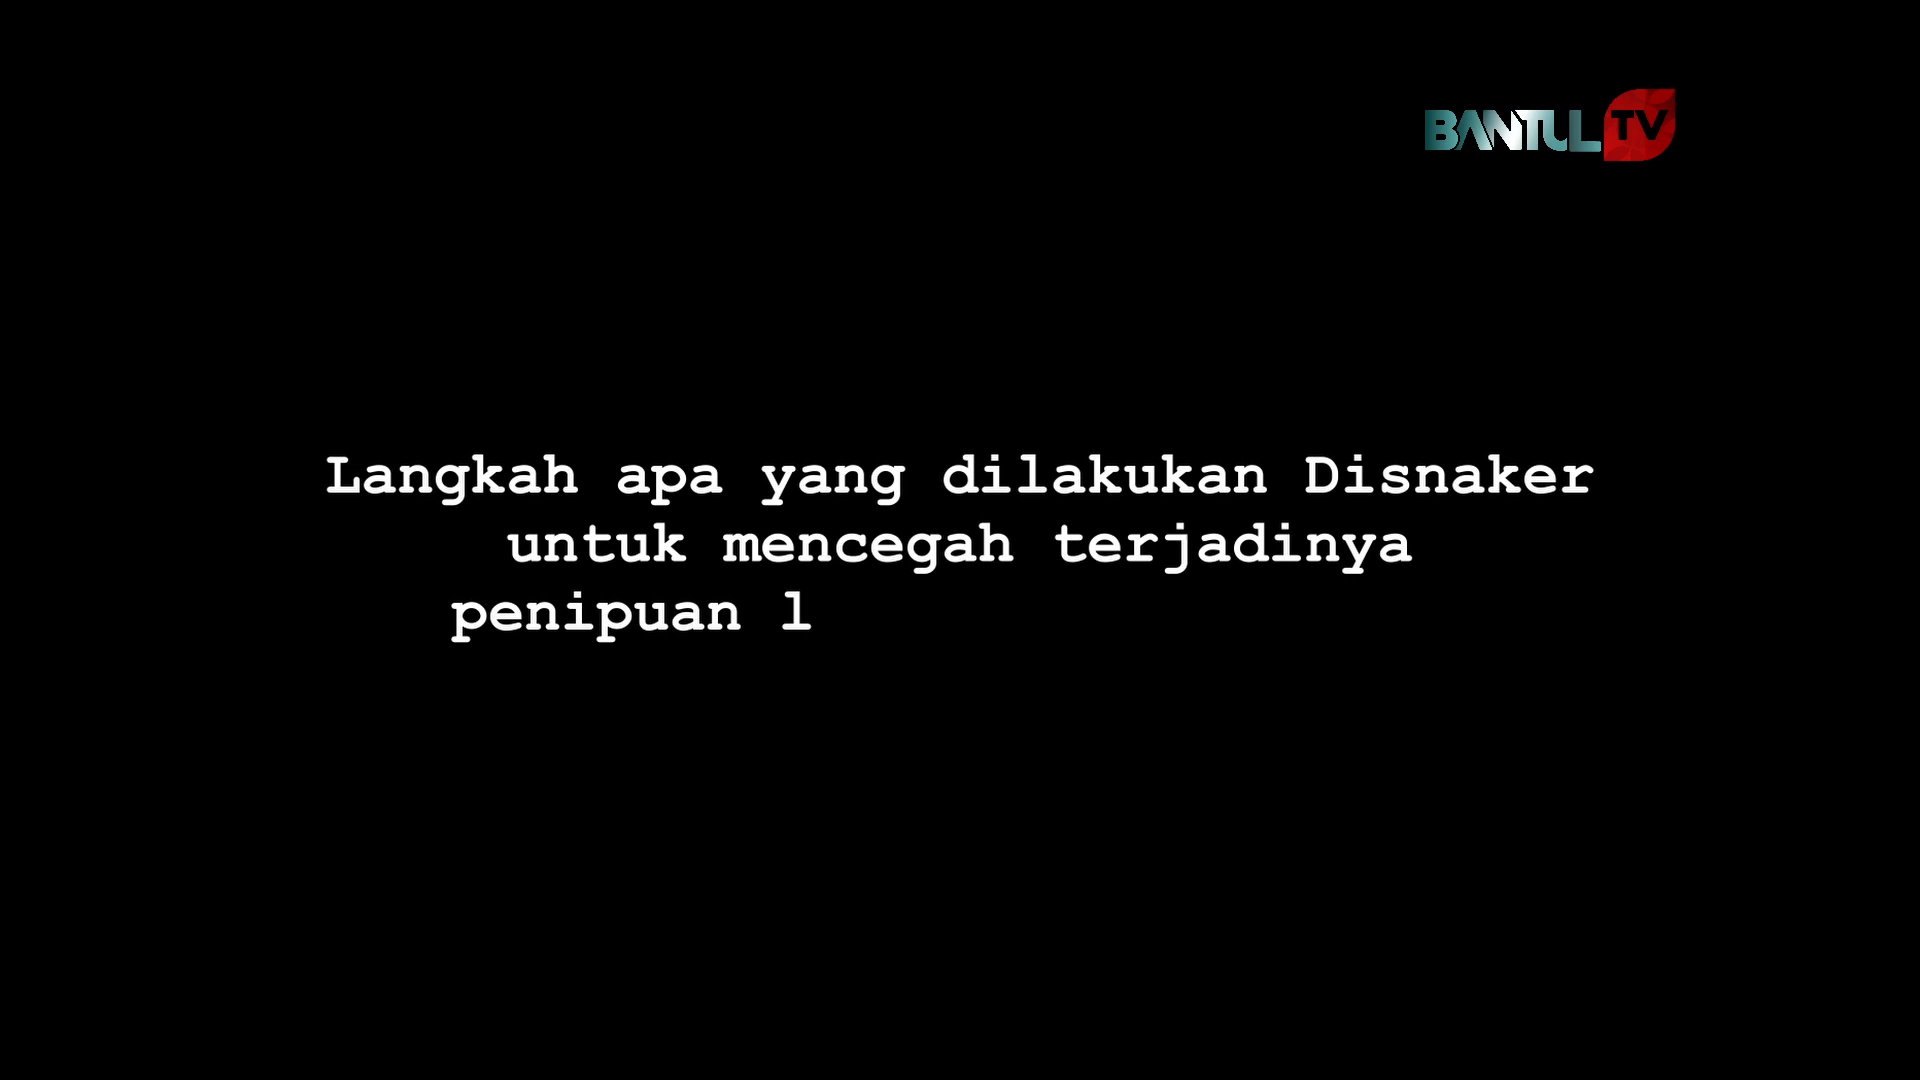 BANTUL TV
Langkah apa yang dilakukan Disnaker
untuk mencegah terjadinya
penipuan l